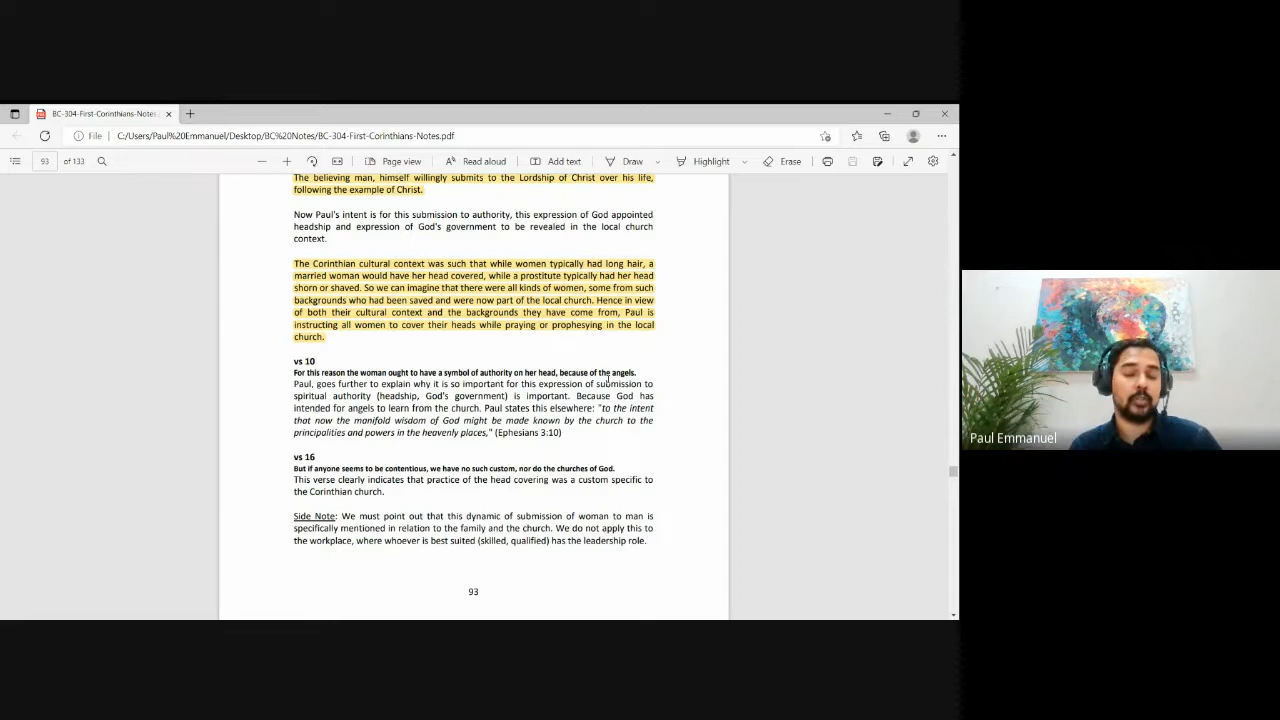 BC-304-First-Corinthians-Notes
File
C:/Users/Paul%20Emmanuel/Desktop/BC%20Notes/BC-304-First-Corinthians-Notes.pdf
93 of 133
Page view
Read aloud
Add text
Draw
Highlight
Erase
The believing man, himself willingly submits to the Lordship of Christ over his life,
following the example of Christ.
Now Paul's intent is for this submission to authority, this expression of God appointed
headship and expression of God's government to be revealed in the local church
context.
The Corinthian cultural context was such that while women typically had long hair, a
married woman would have her head covered, while a prostitute typically had her head
shorn or shaved. So we can imagine that there were all kinds of women, some from such
backgrounds who had been saved and were now part of the local church. Hence in view
of both their cultural context and the backgrounds they have come from, Paul is
instructing all women to cover their heads while praying or prophesying in the local
church.
vs 10
For this reason the woman ought to have a symbol of authority on her head, because of the angels.
Paul, goes further to explain why it is so important for this expression of submission to
spiritual authority (headship, God's government) is important. Because God has
intended for angels to learn from the church. Paul states this elsewhere: "to the intent
that now the manifold wisdom of God might be made known by the church to the
principalities and powers in the heavenly places," (Ephesians 3:10)
vs 16
But if anyone seems to be contentious, we have no such custom, nor do the churches of God.
This verse clearly indicates that practice of the head covering was a custom specific to
the Corinthian church.
Side Note: We must point out that this dynamic of submission of woman to man is
specifically mentioned in relation to the family and the church. We do not apply this to
the workplace, where whoever is best suited (skilled, qualified) has the leadership role.
93
Paul Emmanuel